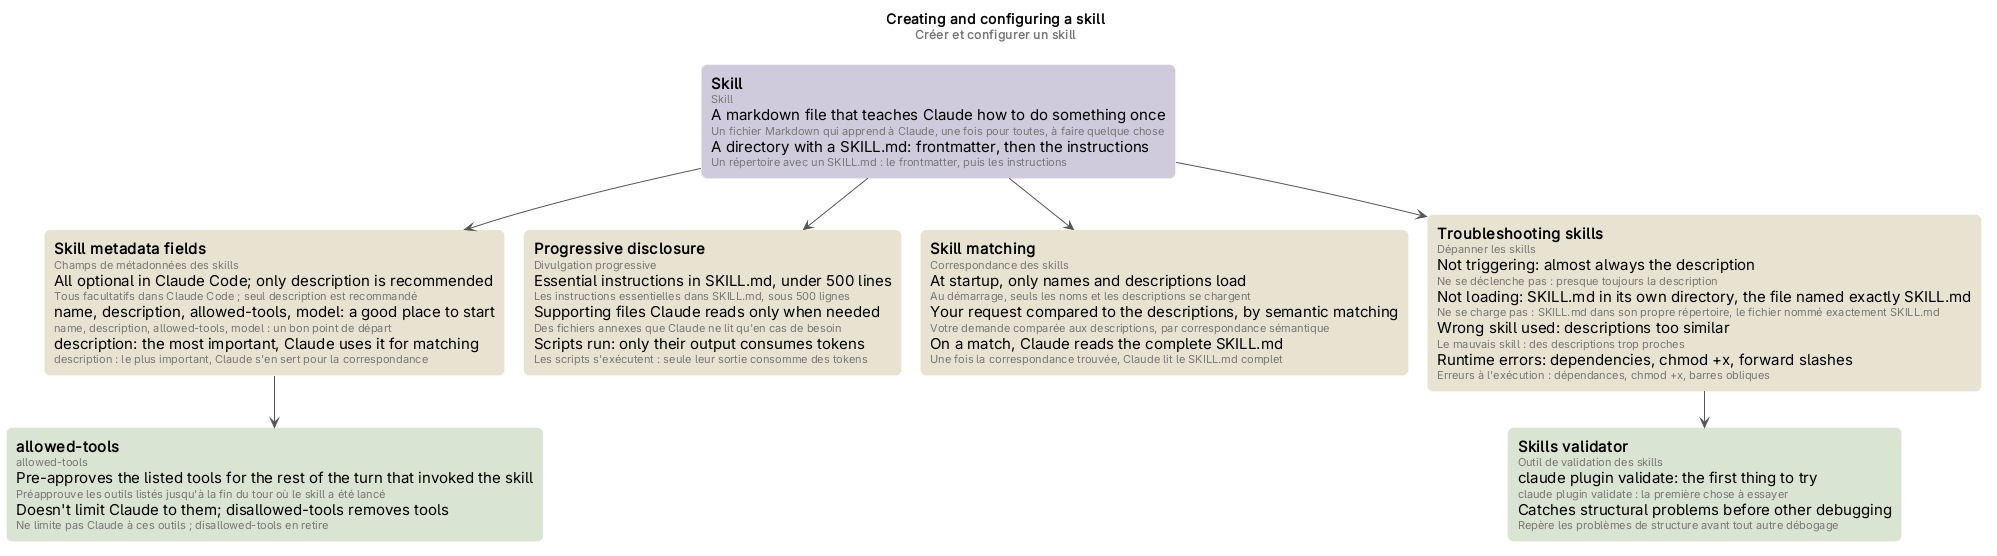 Creating and configuring a skill
Créer et configurer un skill
Skill
Skill
A markdown file that teaches Claude how to do something once
Un fichier Markdown qui apprend à Claude, une fois pour toutes, à faire quelque chose
A directory with a SKILL.md: frontmatter, then the instructions
Un répertoire avec un SKILL.md : le frontmatter, puis les instructions
Skill metadata fields
Champs de métadonnées des skills
All optional in Claude Code; only description is recommended
Tous facultatifs dans Claude Code ; seul description est recommandé
name, description, allowed-tools, model: a good place to start
name, description, allowed-tools, model : un bon point de départ
description: the most important, Claude uses it for matching
description : le plus important, Claude s'en sert pour la correspondance
Progressive disclosure
Divulgation progressive
Essential instructions in SKILL.md, under 500 lines
Les instructions essentielles dans SKILL.md, sous 500 lignes
Supporting files Claude reads only when needed
Des fichiers annexes que Claude ne lit qu'en cas de besoin
Scripts run: only their output consumes tokens
Les scripts s'exécutent : seule leur sortie consomme des tokens
Skill matching
Correspondance des skills
At startup, only names and descriptions load
Au démarrage, seuls les noms et les descriptions se chargent
Your request compared to the descriptions, by semantic matching
Votre demande comparée aux descriptions, par correspondance sémantique
On a match, Claude reads the complete SKILL.md
Une fois la correspondance trouvée, Claude lit le SKILL.md complet
Troubleshooting skills
Dépanner les skills
Not triggering: almost always the description
Ne se déclenche pas : presque toujours la description
Not loading: SKILL.md in its own directory, the file named exactly SKILL.md
Ne se charge pas : SKILL.md dans son propre répertoire, le fichier nommé exactement SKILL.md
Wrong skill used: descriptions too similar
Le mauvais skill : des descriptions trop proches
Runtime errors: dependencies, chmod +x, forward slashes
Erreurs à l'exécution : dépendances, chmod +x, barres obliques
allowed-tools
allowed-tools
Pre-approves the listed tools for the rest of the turn that invoked the skill
Préapprouve les outils listés jusqu'à la fin du tour où le skill a été lancé
Doesn't limit Claude to them; disallowed-tools removes tools
Ne limite pas Claude à ces outils ; disallowed-tools en retire
Skills validator
Outil de validation des skills
claude plugin validate: the first thing to try
claude plugin validate : la première chose à essayer
Catches structural problems before other debugging
Repère les problèmes de structure avant tout autre débogage